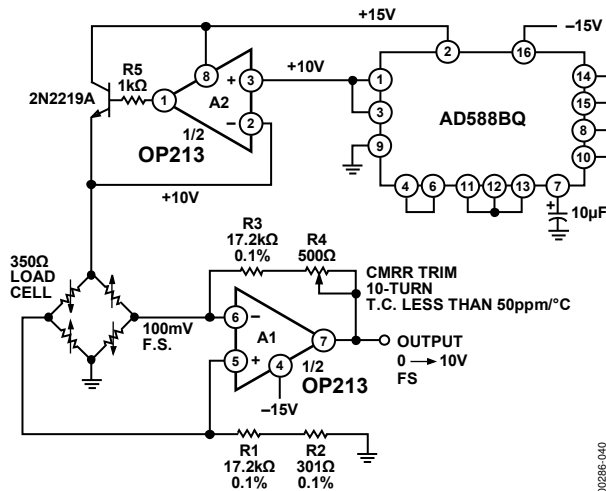 +15V
–15V
R5
1kΩ
2N2219A
8
1
A2
+
3
–
2
1/2
OP213
+10V
+10V
2
16
1
3
9
AD588BQ
14
15
8
10
4
6
11
12
13
7
+
10µF
350Ω
LOAD
CELL
100mV
F.S.
R3
17.2kΩ
0.1%
R4
500Ω
CMRR TRIM
10-TURN
T.C. LESS THAN 50ppm/°C
6
–
5
+
A1
7
4
1/2
OP213
–15V
OUTPUT
0 → 10V
FS
R1
17.2kΩ
0.1%
R2
301Ω
0.1%
00286-040